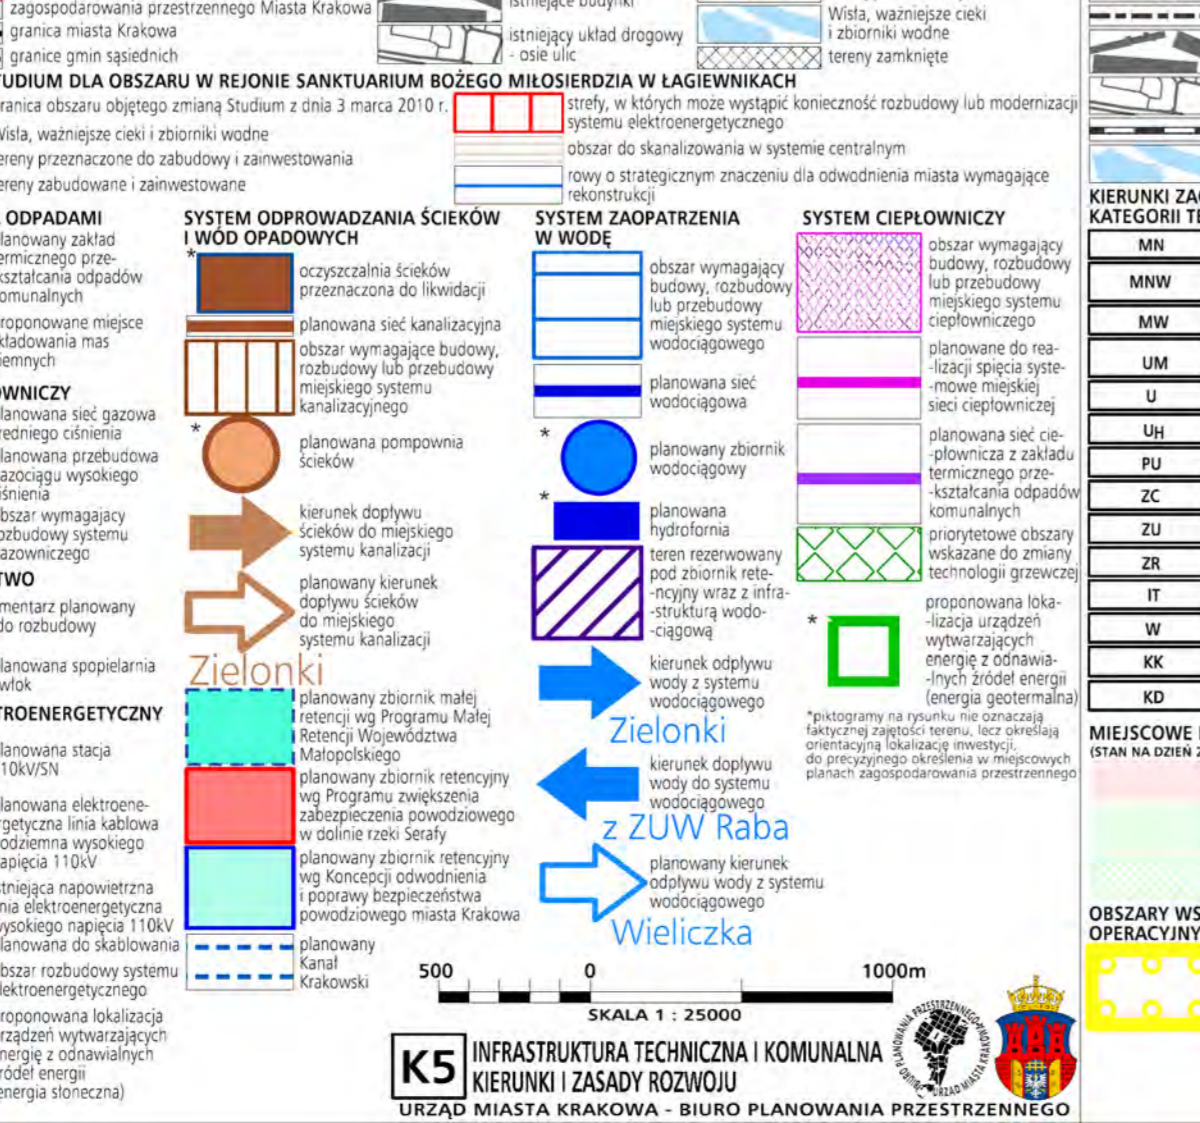 zagospodarowania przestrzennego Miasta Krakowa
granice miasta Krakowa
granice gmin sąsiednich
istniejące budynki
istniejący układ drogowy
- osie ulic
Wisła, ważniejsze cieki
i zbiorniki wodne
tereny zamknięte
TUDIUM DLA OBSZARU W REJONIE SANKTUARIUM BOŻEGO MIŁOSIERDZIA W ŁAGIEWNIKACH
ranica obszaru objętego zmianą Studium z dnia 3 marca 2010 r.
Wisła, ważniejsze cieki i zbiorniki wodne
ereny przeznaczone do zabudowy i zainwestowania
ereny zabudowane i zainwestowane
strefy, w których może wystąpić konieczność rozbudowy lub modernizacji
systemu elektroenergetycznego
obszar do skanalizowania w systemie centralnym
rowy o strategicznym znaczeniu dla odwodnienia miasta wymagające
rekonstrukcji
ODPADAMI
lanowany zakład
ermicznego prze-
kształcania odpadów
omunalnych
roponowane miejsce
kładowania mas
iemnych
OWNICZY
lanowana sieć gazowa
redniego ciśnienia
lanowana przebudowa
azociągu wysokiego
iśnienia
bszar wymagający
ozbudowy systemu
azowniczego
TWO
mentarz planowany
do rozbudowy
lanowana spopielarnia
włok
TROENERGETYCZNY
lanowana stacja
10kV/SN
lanowana elektroene-
rgetyczna linia kablowa
odziemna wysokiego
apięcia 110kV
stniejąca napowietrzna
nia elektroenergetyczna
wysokiego napięcia 110kV
lanowana do skablowania
bszar rozbudowy systemu
lektroenergetycznego
roponowana lokalizacja
rządzeń wytwarzających
nergię z odnawialnych
ródeł energii
energia słoneczna)
SYSTEM ODPROWADZANIA ŚCIEKÓW
I WÓD OPADOWYCH
*
oczyszczalnia ścieków
przeznaczona do likwidacji
planowana sieć kanalizacyjna
obszar wymagające budowy,
rozbudowy lub przebudowy
miejskiego systemu
kanalizacyjnego
*
planowana pompownia
ścieków
kierunek dopływu
ścieków do miejskiego
systemu kanalizacji
planowany kierunek
dopływu ścieków
do miejskiego
systemu kanalizacji
Zielonki
planowany zbiornik małej
retencji wg Programu Małej
Retencji Województwa
Małopolskiego
planowany zbiornik retencyjny
wg Programu zwiększenia
zabezpieczenia powodziowego
w dolinie rzeki Serafy
planowany zbiornik retencyjny
wg Koncepcji odwodnienia
i poprawy bezpieczeństwa
powodziowego miasta Krakowa
planowany
Kanał
Krakowski
SYSTEM ZAOPATRZENIA
W WODĘ
obszar wymagający
budowy, rozbudowy
lub przebudowy
miejskiego systemu
wodociągowego
planowana sieć
wodociągowa
*
planowany zbiornik
wodociągowy
*
planowana
hydrofornia
teren rezerwowany
pod zbiornik rete-
-ncyjny wraz z infra-
-strukturą wodo-
-ciągową
kierunek odpływu
wody z systemu
wodociągowego
Zielonki
kierunek dopływu
wody do systemu
wodociągowego
z ZUW Raba
planowany kierunek
odpływu wody z systemu
wodociągowego
Wieliczka
SYSTEM CIEPŁOWNICZY
obszar wymagający
budowy, rozbudowy
lub przebudowy
miejskiego systemu
ciepłowniczego
planowane do rea-
-lizacji spięcia syste-
-mowe miejskiej
sieci ciepłowniczej
planowana sieć cie-
-płownicza z zakładu
termicznego prze-
-kształcania odpadów
komunalnych
priorytetowe obszary
wskazane do zmiany
technologii grzewczej
*
proponowana loka-
-lizacja urządzeń
wytwarzających
energię z odnawia-
-lnych źródeł energii
(energia geotermalna)
*piktogramy na rysunku nie oznaczają
faktycznej zajętości terenu, lecz określają
orientacyjną lokalizację inwestycji,
do precyzyjnego określenia w miejscowych
planach zagospodarowania przestrzennego
500 0 1000m
SKALA 1 : 25000
K5
INFRASTRUKTURA TECHNICZNA I KOMUNALNA
KIERUNKI I ZASADY ROZWOJU
URZĄD MIASTA KRAKOWA - BIURO PLANOWANIA PRZESTRZENNEGO
BIURO PLANOWANIA PRZESTRZENNEGO
URZĄD MIASTA KRAKOWA
KIERUNKI ZAG
KATEGORII TE
MN
MNW
MW
UM
U
UH
PU
ZC
ZU
ZR
IT
W
KK
KD
MIEJSCOWE
(STAN NA DZIEŃ
OBSZARY WS
OPERACYJNY